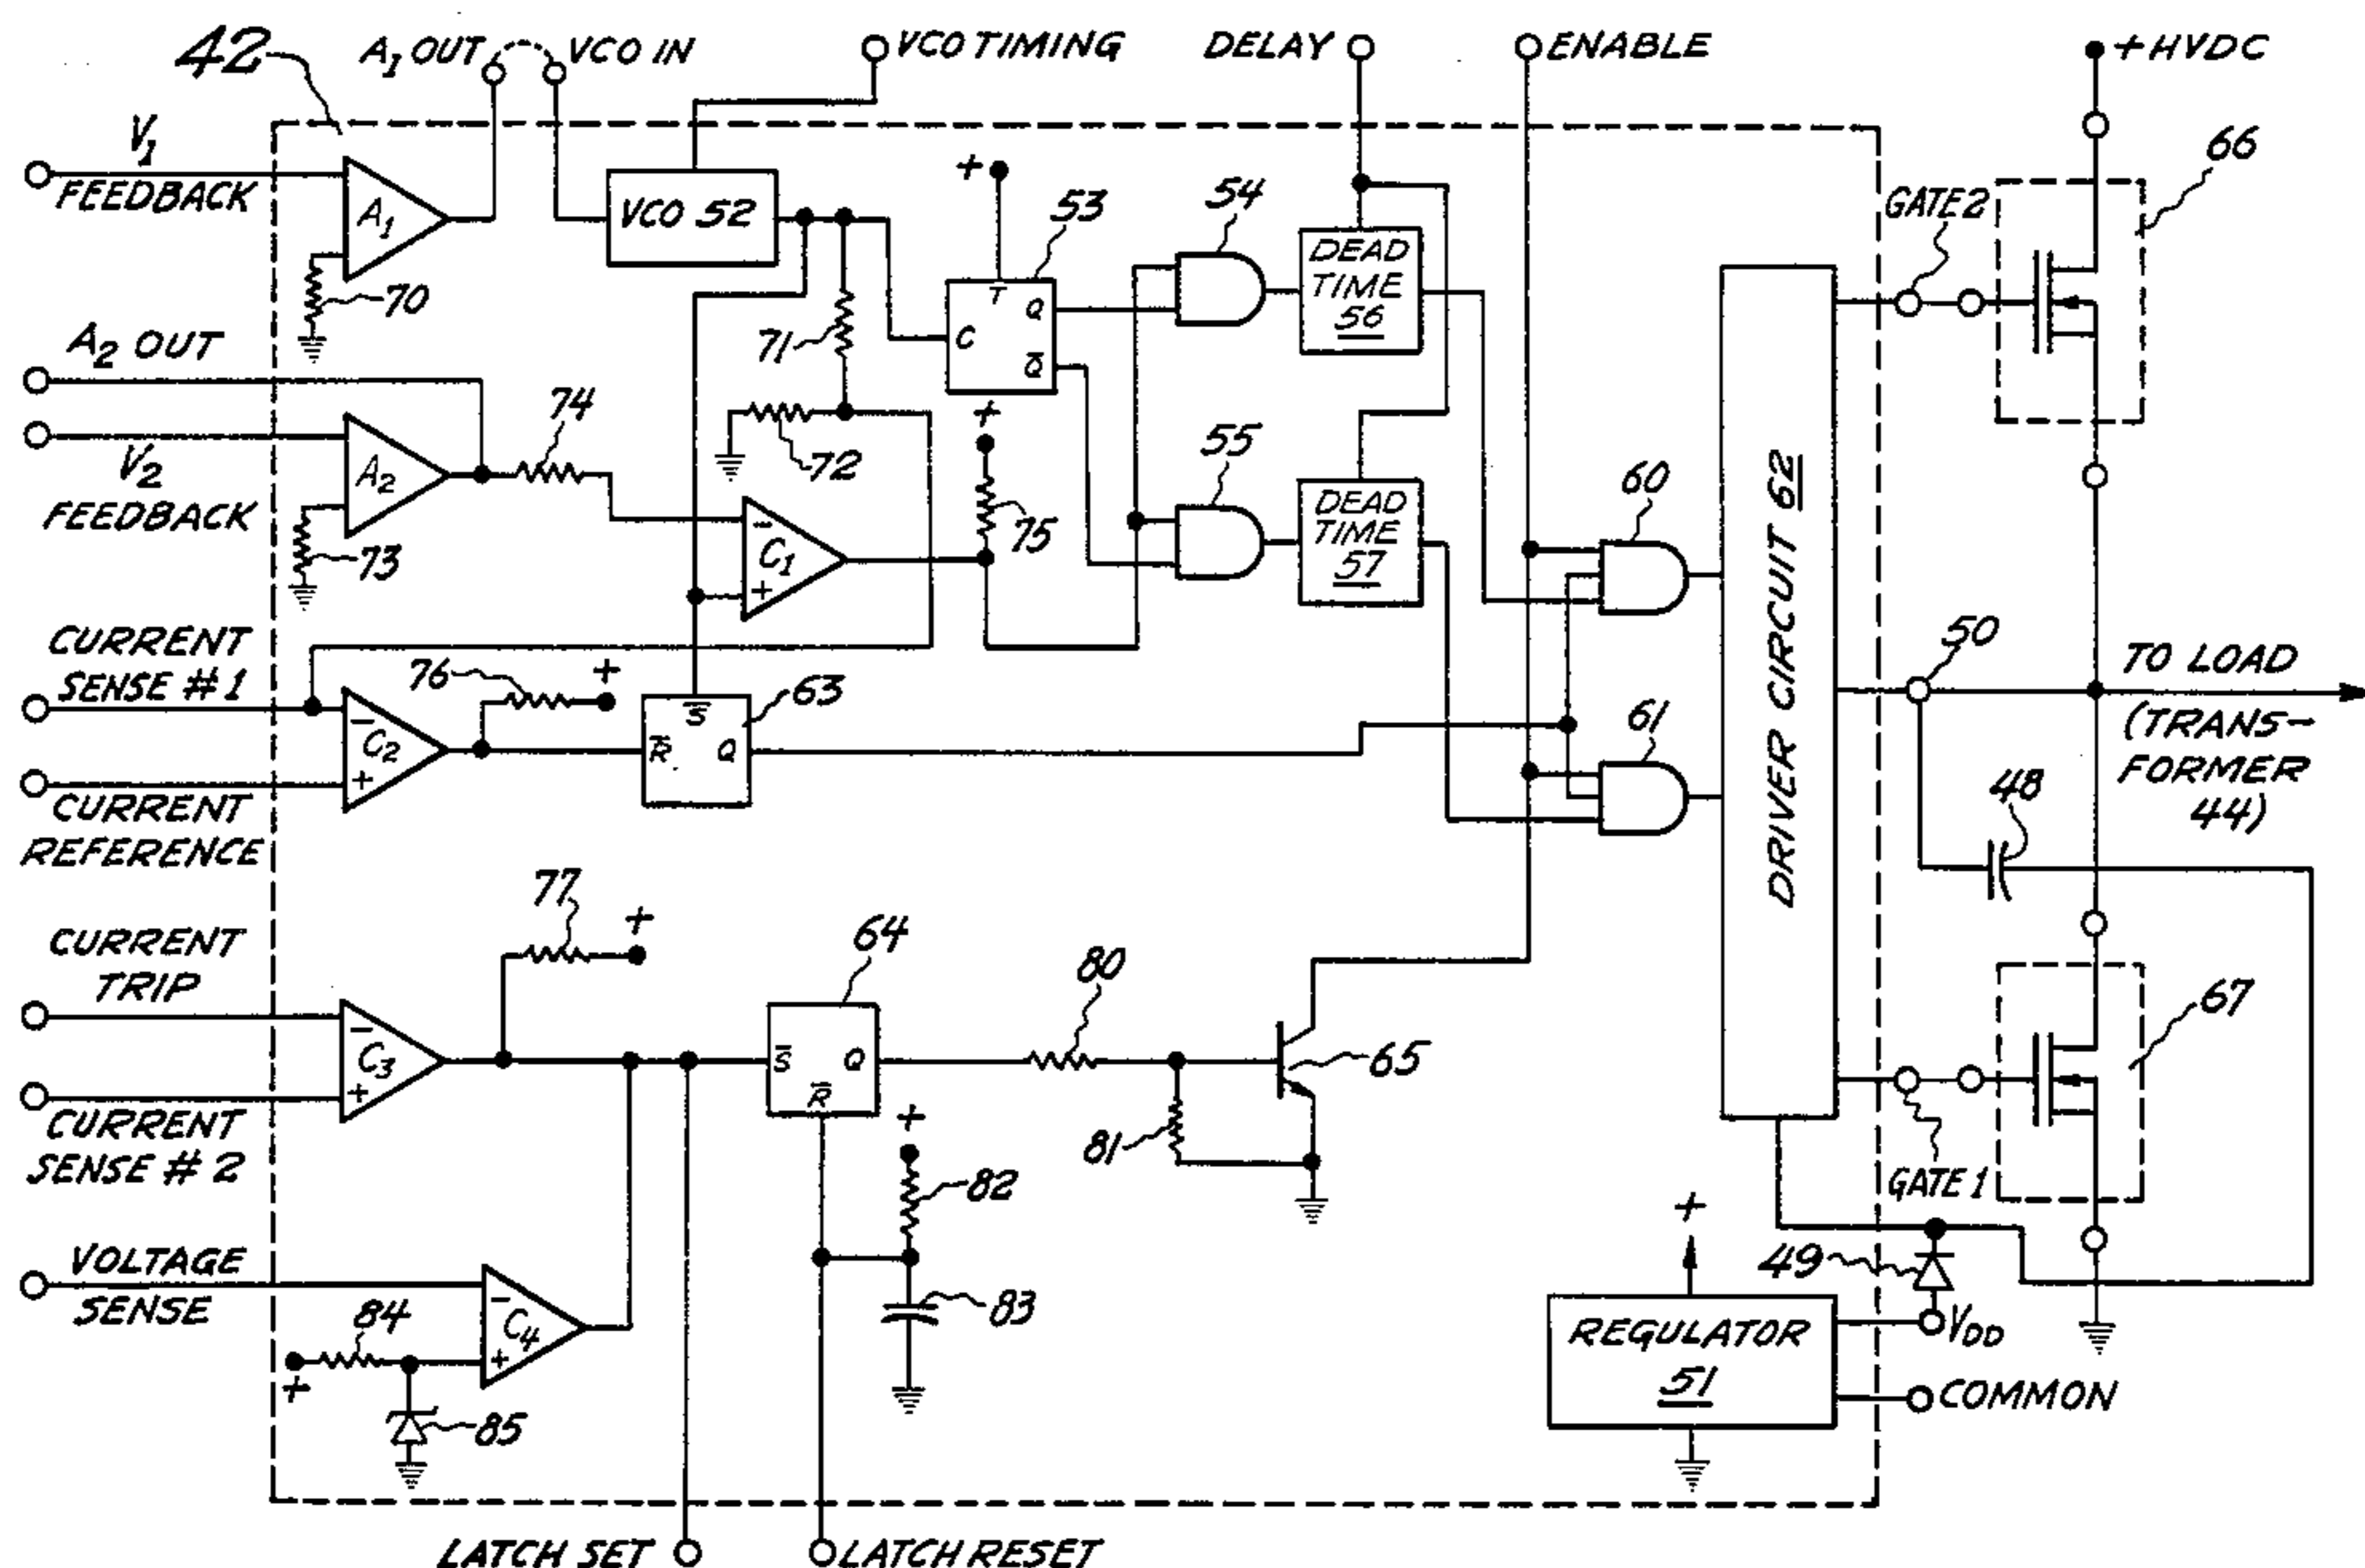 42
A1 OUT
VCO IN
VCO TIMING
DELAY
ENABLE
+HVDC
V1
FEEDBACK
A1
70
VCO 52
71
72
+
53
T
C
Q
Q̅
54
DEAD
TIME
56
GATE 2
66
A2 OUT
V2
FEEDBACK
A2
73
74
-
C1
+
+
75
55
DEAD
TIME
57
60
61
DRIVER CIRCUIT 62
CURRENT
SENSE #1
-
C2
+
CURRENT
REFERENCE
76
+
63
S̅
R̅
Q
50
TO LOAD
(TRANS-
FORMER
44)
48
CURRENT
TRIP
-
C3
+
CURRENT
SENSE #2
77
+
64
S̅
Q
R̅
80
81
65
+
82
83
67
GATE 1
VOLTAGE
SENSE
84
+
-
C4
+
85
+
REGULATOR
51
49
VDD
COMMON
LATCH SET
LATCH RESET